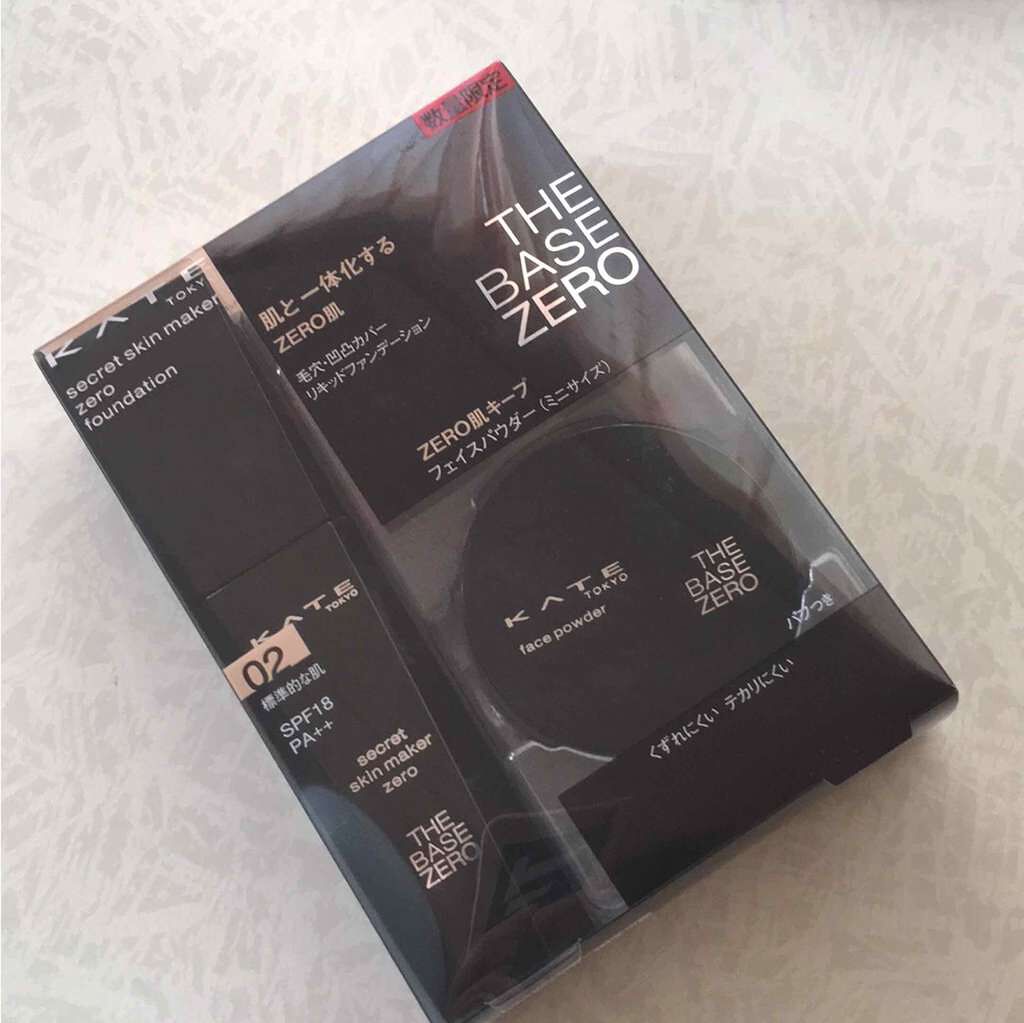 数量限定
THE
BASE
ZERO
肌と一体化する
ZERO肌
毛穴・凹凸カバー
リキッドファンデーション
ZERO肌キープ
フェイスパウダー(ミニサイズ)
KATE
TOKYO
secret skin maker
zero
foundation
KATE
TOKYO
face powder
THE
BASE
ZERO
パフつき
くずれにくい テカリにくい
KATE
TOKYO
02
標準的な肌
SPF18
PA++
secret
skin maker
zero
THE
BASE
ZERO